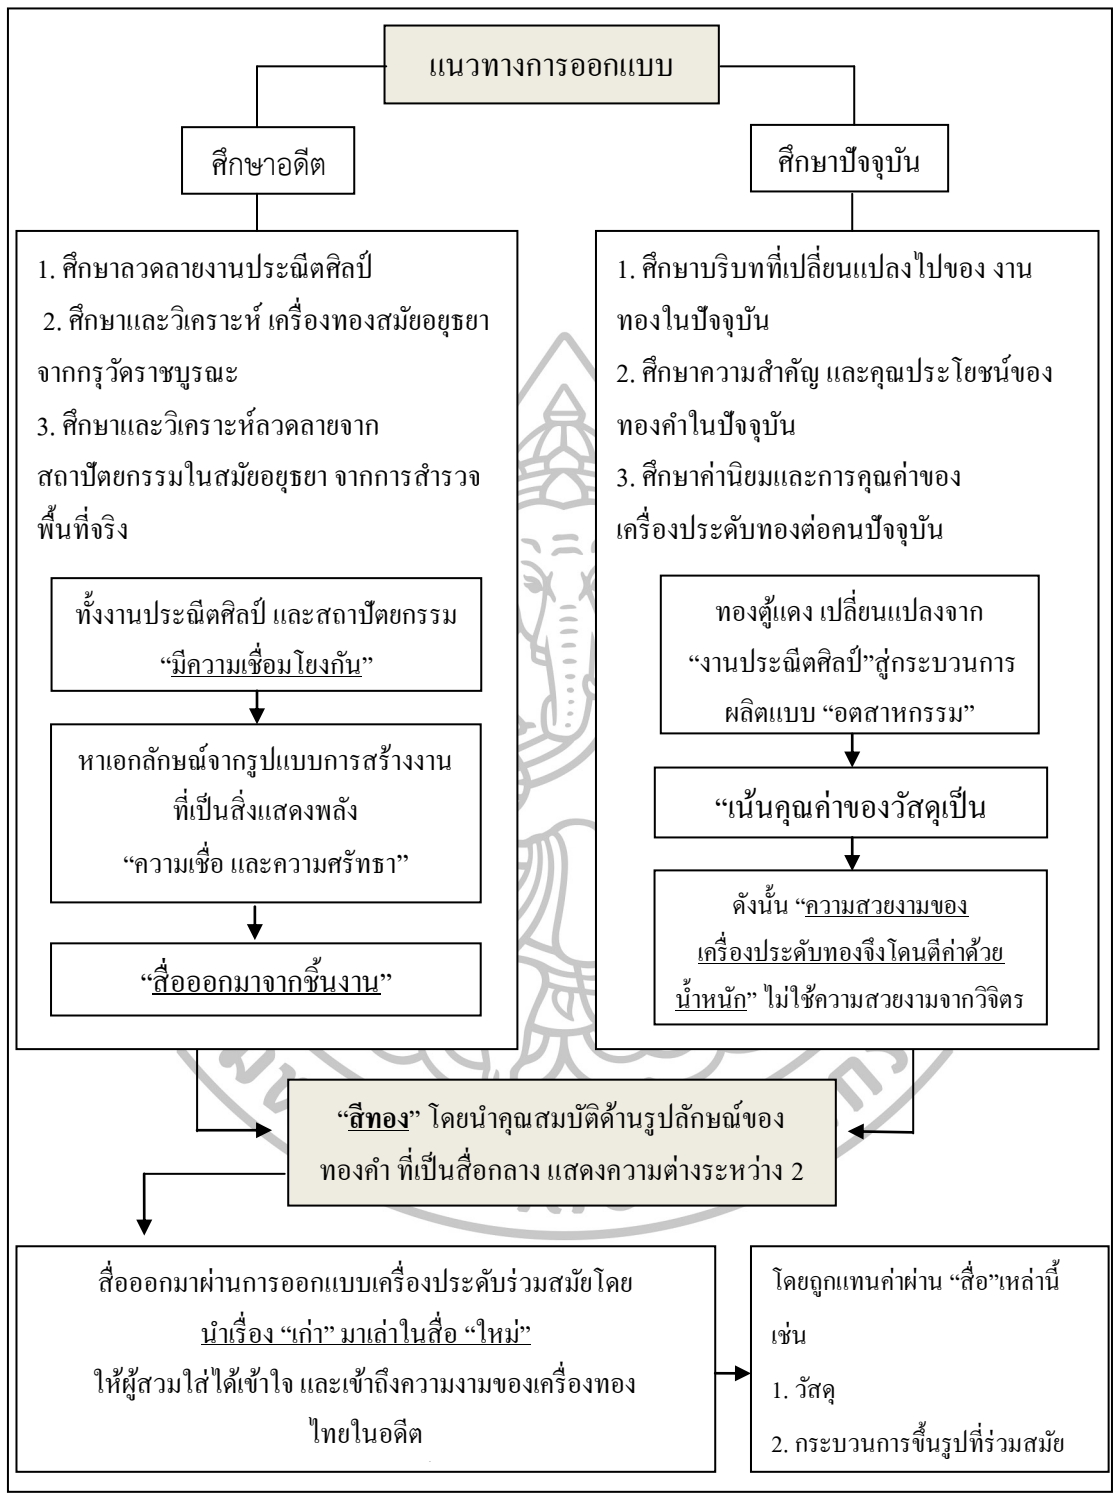 แนวทางการออกแบบ
ศึกษาอดีต
ศึกษาปัจจุบัน
1. ศึกษาลวดลายงานประณีตศิลป์
2. ศึกษาและวิเคราะห์ เครื่องทองสมัยอยุธยา
จากกรุวัดราชบูรณะ
3. ศึกษาและวิเคราะห์ลวดลายจาก
สถาปัตยกรรมในสมัยอยุธยา จากการสำรวจ
พื้นที่จริง
ทั้งงานประณีตศิลป์ และสถาปัตยกรรม
“มีความเชื่อมโยงกัน”
หาเอกลักษณ์จากรูปแบบการสร้างงาน
ที่เป็นสิ่งแสดงพลัง
“ความเชื่อ และความศรัทธา”
“สื่อออกมาจากชิ้นงาน”
1. ศึกษาบริบทที่เปลี่ยนแปลงไปของ งาน
ทองในปัจจุบัน
2. ศึกษาความสำคัญ และคุณประโยชน์ของ
ทองคำในปัจจุบัน
3. ศึกษาค่านิยมและการคุณค่าของ
เครื่องประดับทองต่อคนปัจจุบัน
ทองตู้แดง เปลี่ยนแปลงจาก
“งานประณีตศิลป์”สู่กระบวนการ
ผลิตแบบ “อตสาหกรรม”
“เน้นคุณค่าของวัสดุเป็น
ดังนั้น “ความสวยงามของ
เครื่องประดับทองจึงโดนตีค่าด้วย
น้ำหนัก” ไม่ใช้ความสวยงามจากวิจิตร
“สีทอง” โดยนำคุณสมบัติด้านรูปลักษณ์ของ
ทองคำ ที่เป็นสื่อกลาง แสดงความต่างระหว่าง 2
สื่อออกมาผ่านการออกแบบเครื่องประดับร่วมสมัยโดย
นำเรื่อง “เก่า” มาเล่าในสื่อ “ใหม่”
ให้ผู้สวมใส่ได้เข้าใจ และเข้าถึงความงามของเครื่องทอง
ไทยในอดีต
โดยถูกแทนค่าผ่าน “สื่อ”เหล่านี้
เช่น
1. วัสดุ
2. กระบวนการขึ้นรูปที่ร่วมสมัย